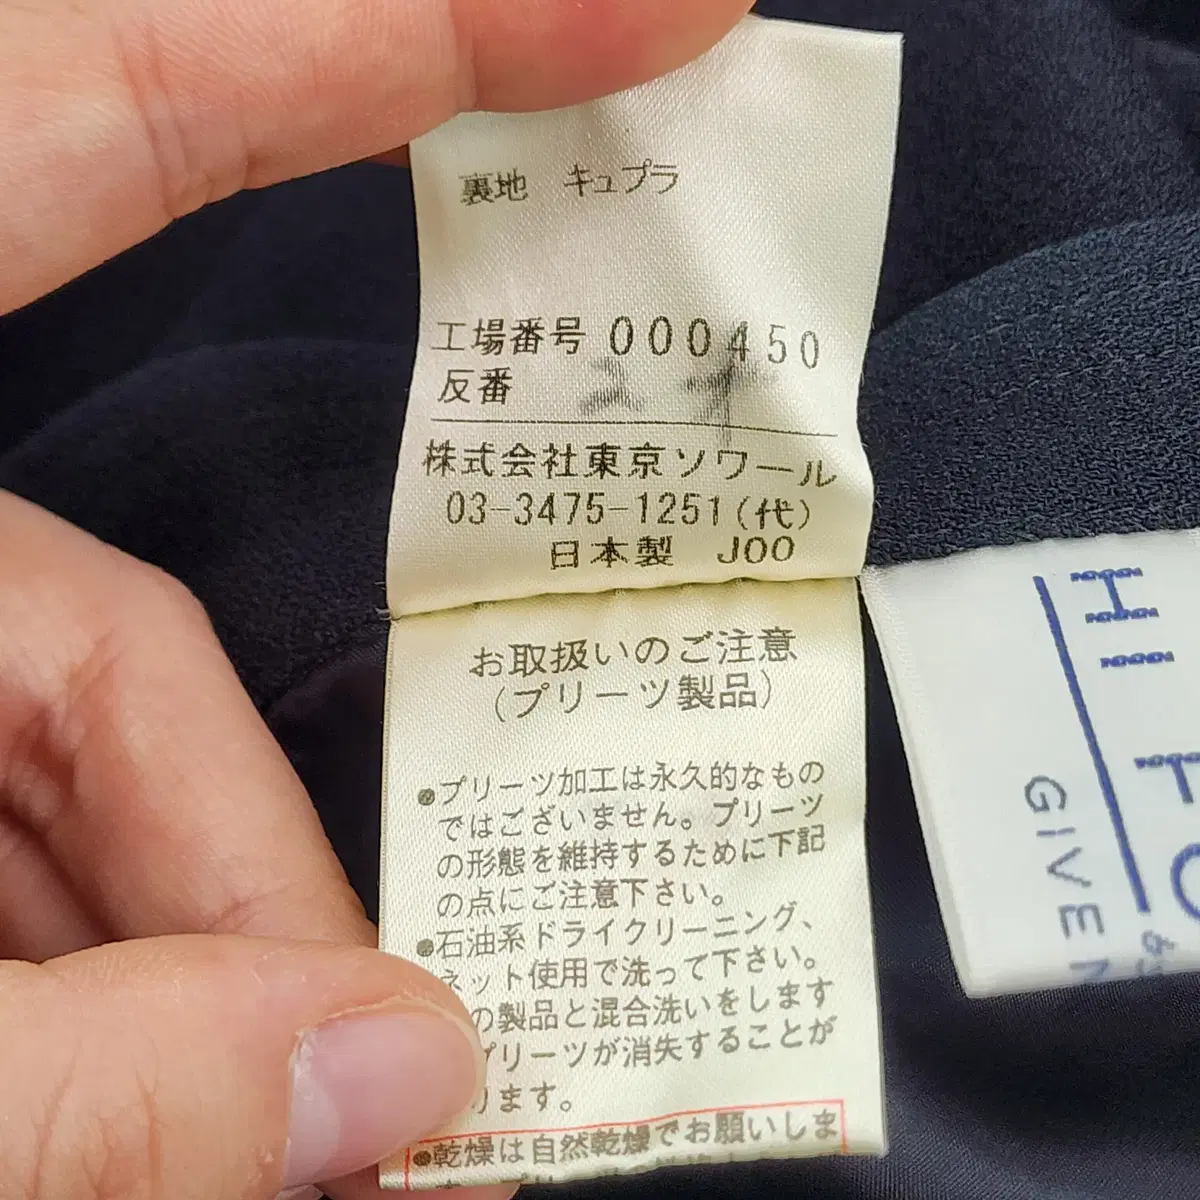 裏地 キュプラ
工場番号 000450
反番
株式会社東京ソワール
03-3475-1251(代)
日本製 J00
お取扱いのご注意
(プリーツ製品)
●プリーツ加工は永久的なもの
ではございません。プリーツ
の形態を維持するために下記
の点にご注意下さい。
●石油系ドライクリーニング、
ネット使用で洗って下さい。
の製品と混合洗いをします
プリーツが消失することが
ります。
●乾燥は自然乾燥でお願いしま
GIVEN